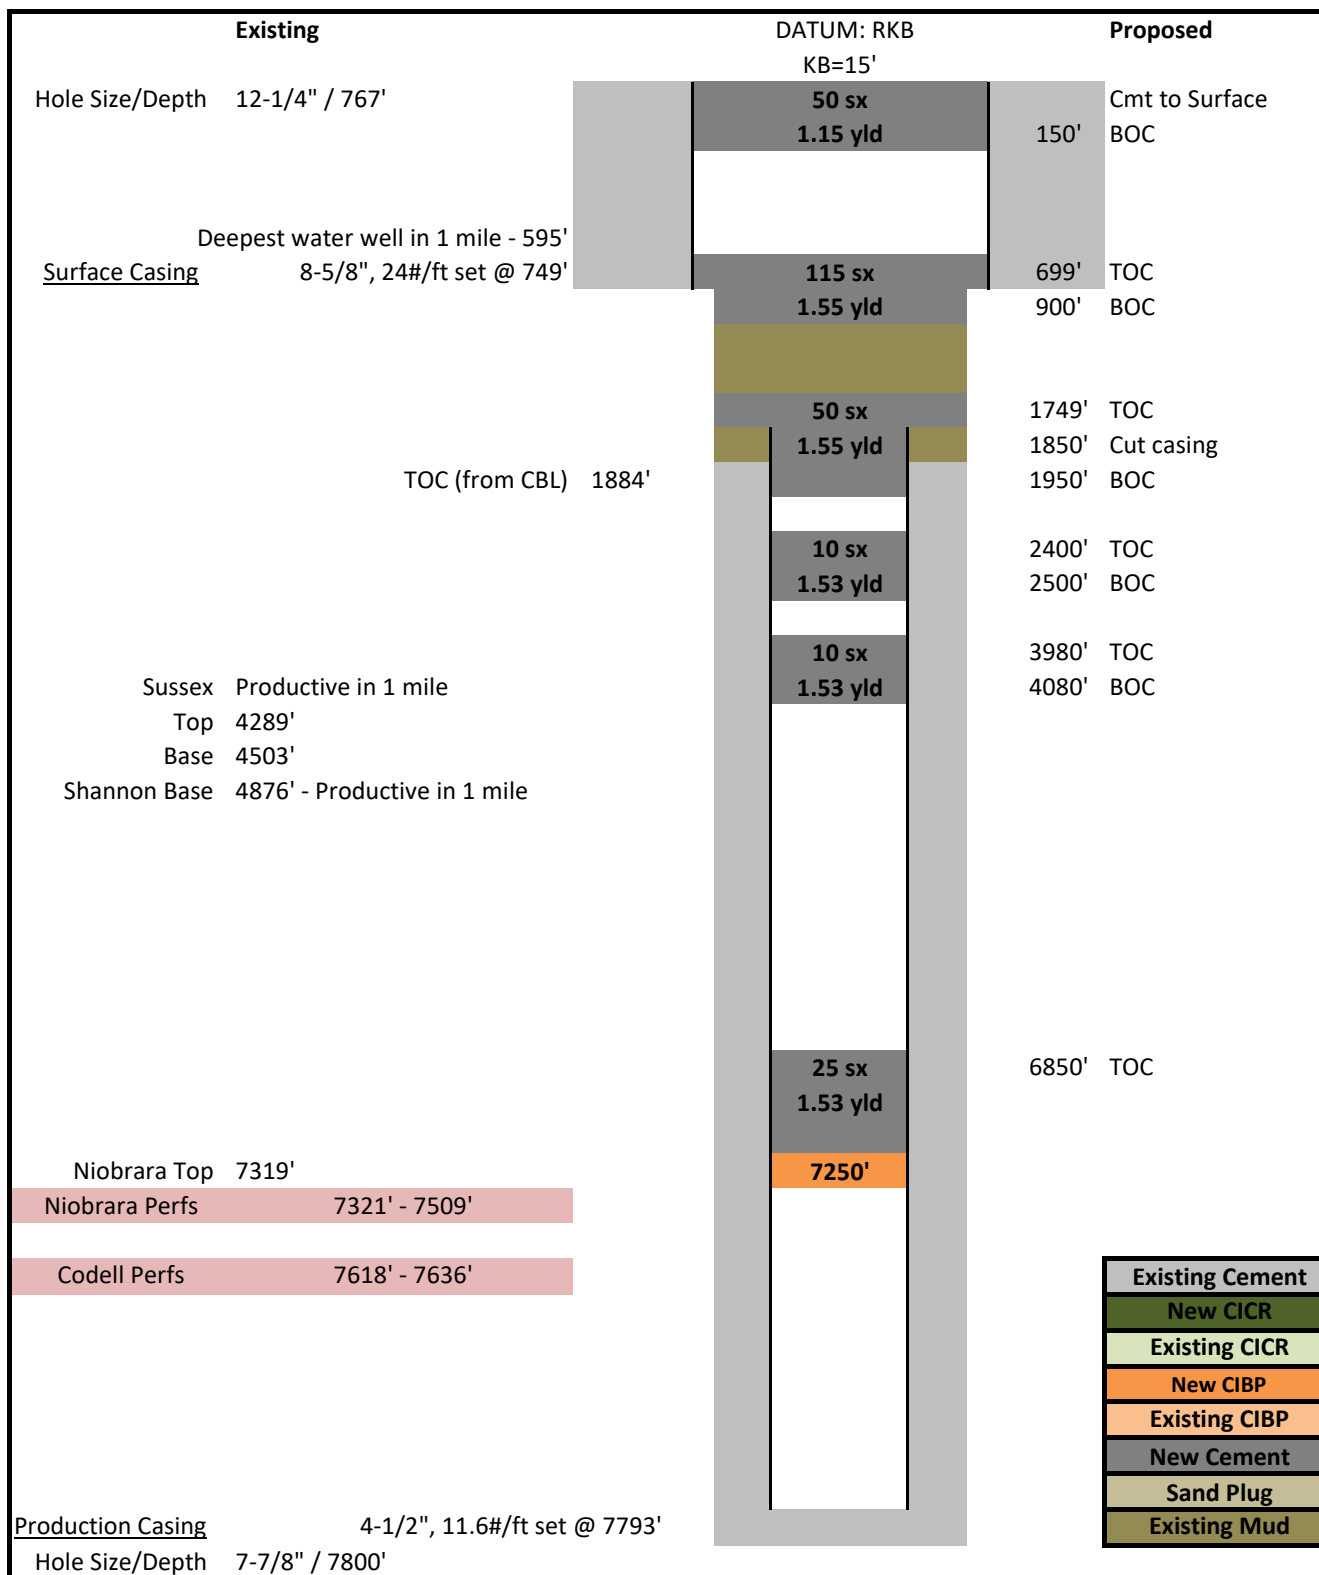 Existing DATUM: RKB Proposed
KB=15'
Hole Size/Depth 12-1/4" / 767' 50 sx Cmt to Surface
1.15 yld 150' BOC
Deepest water well in 1 mile - 595'
Surface Casing 8-5/8", 24#/ft set @ 749' 115 sx 699' TOC
1.55 yld 900' BOC
50 sx 1749' TOC
1.55 yld 1850' Cut casing
TOC (from CBL) 1884' 1950' BOC
10 sx 2400' TOC
1.53 yld 2500' BOC
10 sx 3980' TOC
Sussex Productive in 1 mile 1.53 yld 4080' BOC
Top 4289'
Base 4503'
Shannon Base 4876' - Productive in 1 mile
25 sx 6850' TOC
1.53 yld
Niobrara Top 7319' 7250'
Niobrara Perfs 7321' - 7509'
Codell Perfs 7618' - 7636'
Existing Cement
New CICR
Existing CICR
New CIBP
Existing CIBP
New Cement
Sand Plug
Production Casing 4-1/2", 11.6#/ft set @ 7793' Existing Mud
Hole Size/Depth 7-7/8" / 7800'